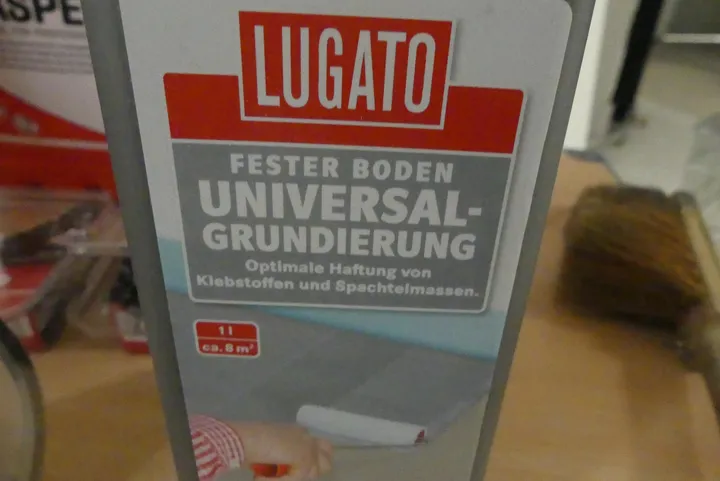 LUGATO
FESTER BODEN
UNIVERSAL-
GRUNDIERUNG
Optimale Haftung von
Klebstoffen und Spachtelmassen.
1 l
ca. 8 m²